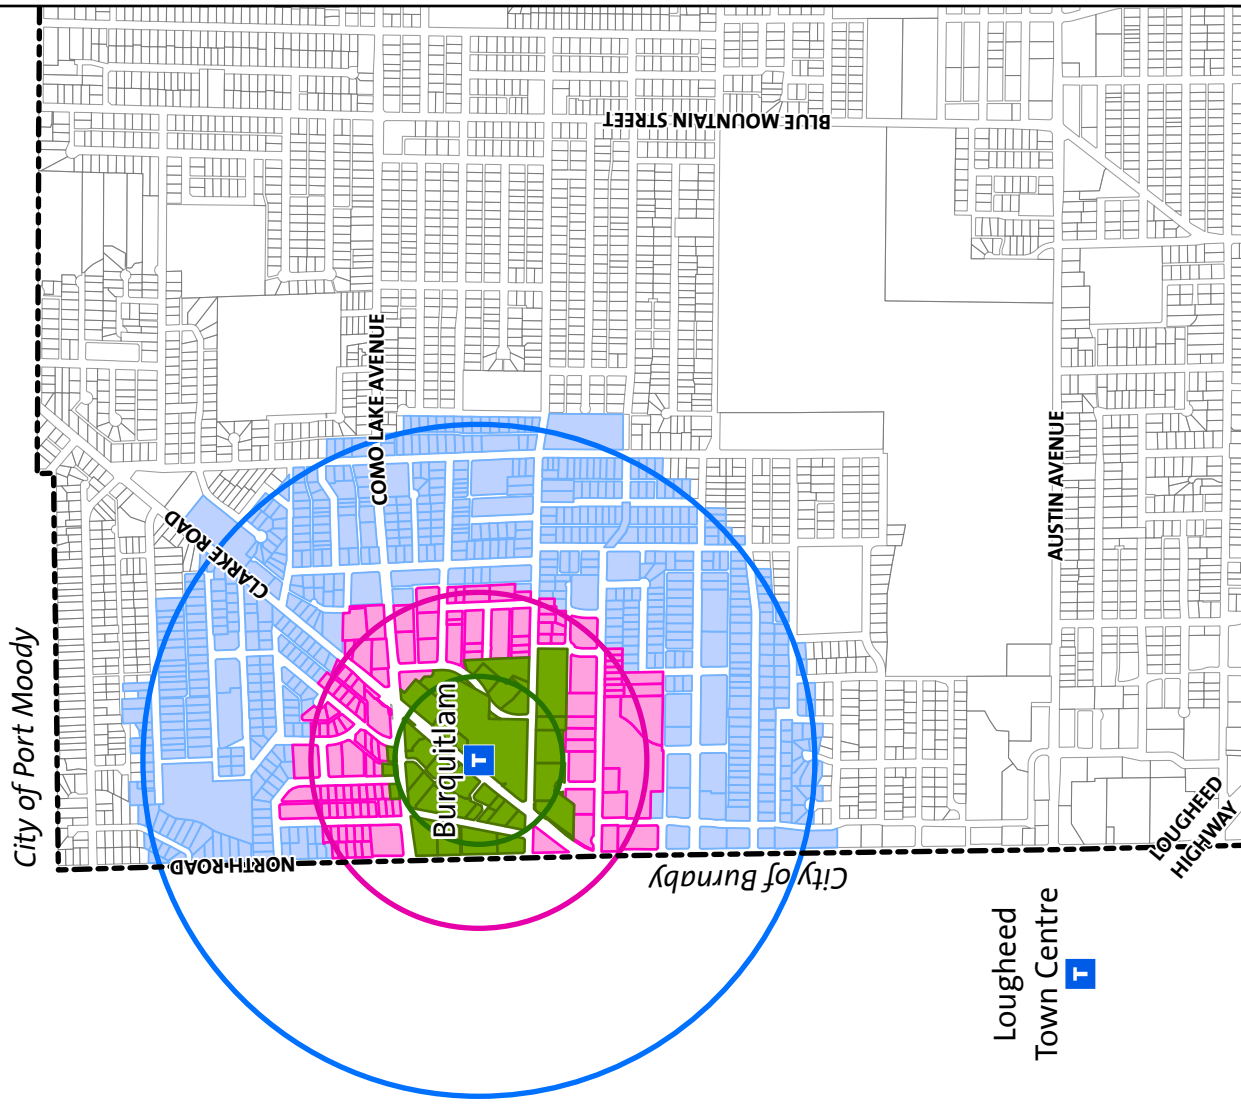 BLUE MOUNTAIN STREET
COMO LAKE AVENUE
CLARKE ROAD
AUSTIN AVENUE
City of Port Moody
Burquitlam
T
NORTH ROAD
City of Burnaby
LOUGHEED
HIGHWAY
Lougheed
Town Centre
T